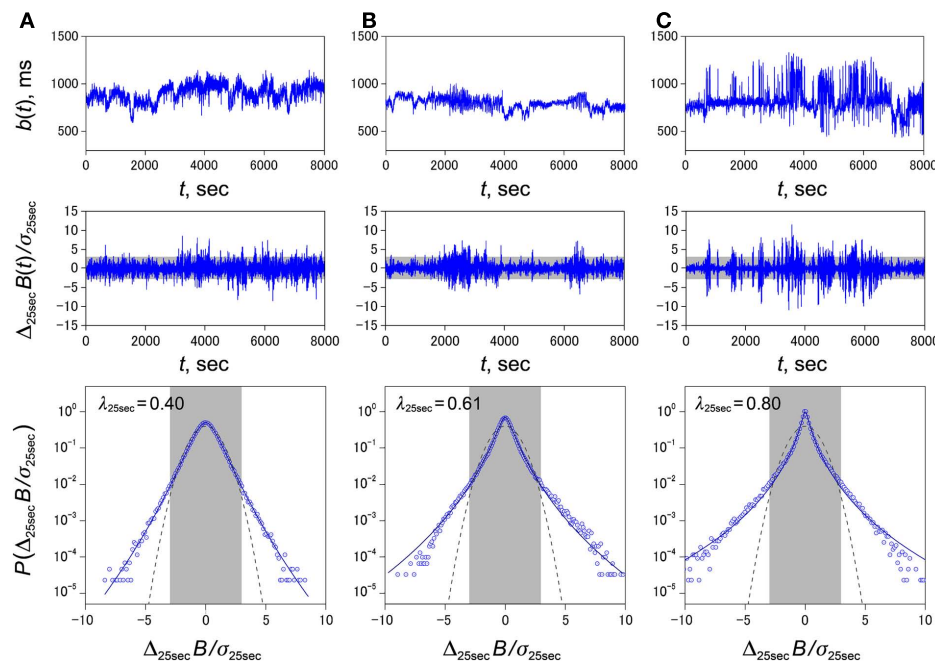 A B C
b(t), ms
1500
1000
500
0 2000 4000 6000 8000
t, sec
1500
1000
500
0 2000 4000 6000 8000
t, sec
1500
1000
500
0 2000 4000 6000 8000
t, sec
Δ25sec B(t)/σ25sec
15
10
5
0
−5
−10
−15
0 2000 4000 6000 8000
t, sec
15
10
5
0
−5
−10
−15
0 2000 4000 6000 8000
t, sec
15
10
5
0
−5
−10
−15
0 2000 4000 6000 8000
t, sec
P(Δ25sec B/σ25sec)
λ25sec=0.40
10^0
10^-1
10^-2
10^-3
10^-4
10^-5
-10 -5 0 5 10
Δ25sec B/σ25sec
λ25sec=0.61
10^0
10^-1
10^-2
10^-3
10^-4
10^-5
-10 -5 0 5 10
Δ25sec B/σ25sec
λ25sec=0.80
10^0
10^-1
10^-2
10^-3
10^-4
10^-5
-10 -5 0 5 10
Δ25sec B/σ25sec